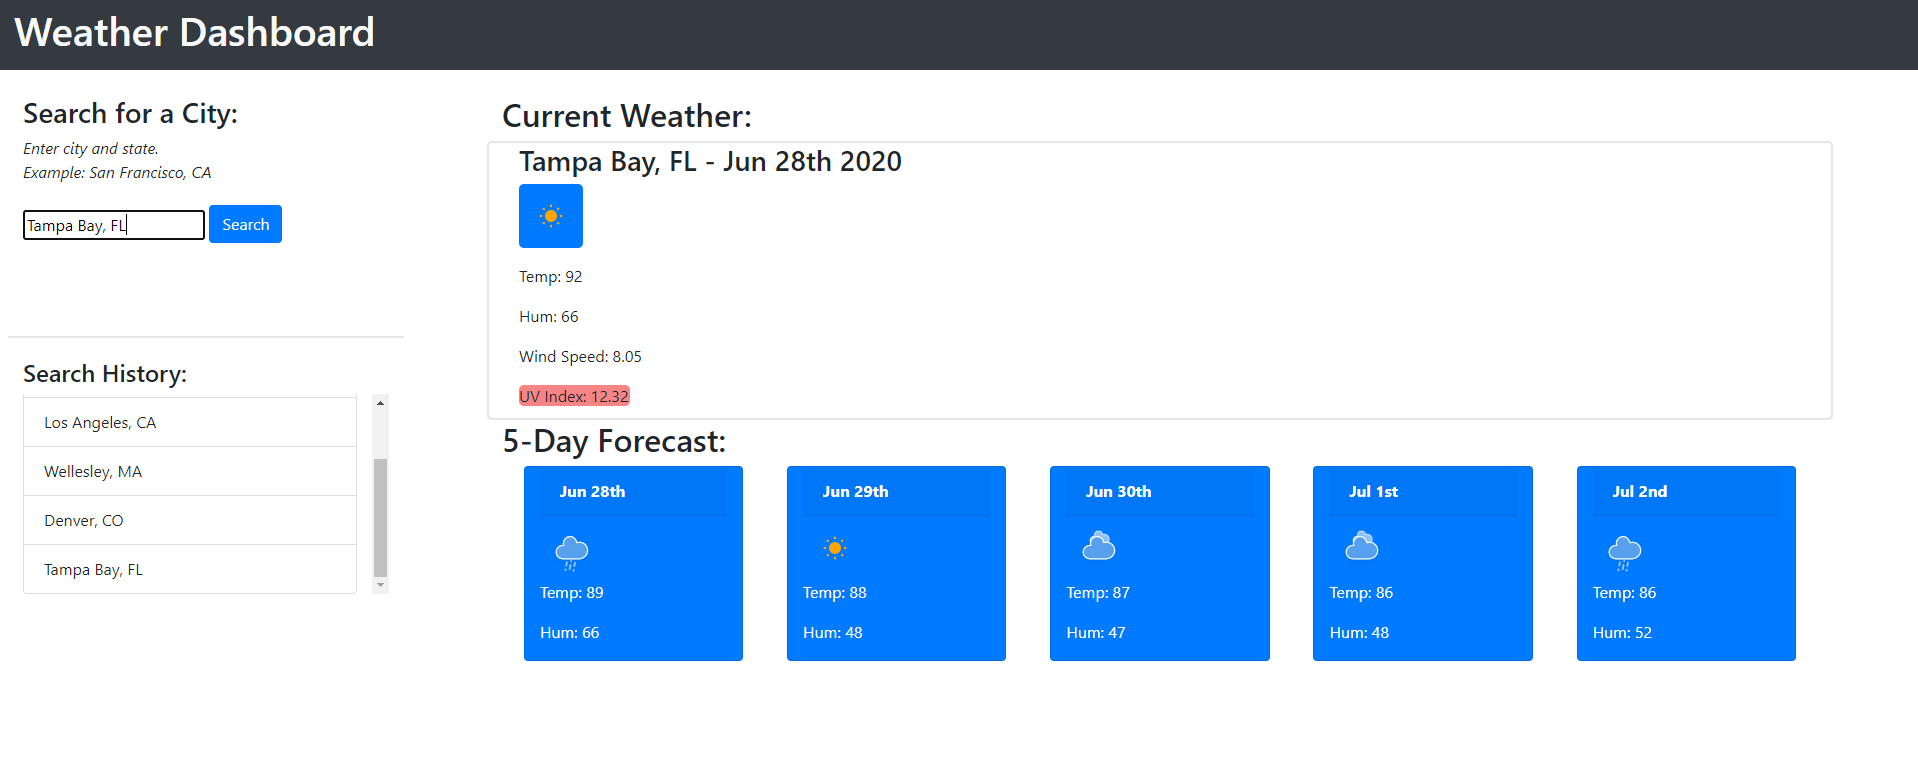 Weather Dashboard
Search for a City:
Enter city and state.
Example: San Francisco, CA
Tampa Bay, FL
Search
Search History:
Los Angeles, CA
Wellesley, MA
Denver, CO
Tampa Bay, FL
Current Weather:
Tampa Bay, FL - Jun 28th 2020
Temp: 92
Hum: 66
Wind Speed: 8.05
UV Index: 12.32
5-Day Forecast:
Jun 28th
Temp: 89
Hum: 66
Jun 29th
Temp: 88
Hum: 48
Jun 30th
Temp: 87
Hum: 47
Jul 1st
Temp: 86
Hum: 48
Jul 2nd
Temp: 86
Hum: 52